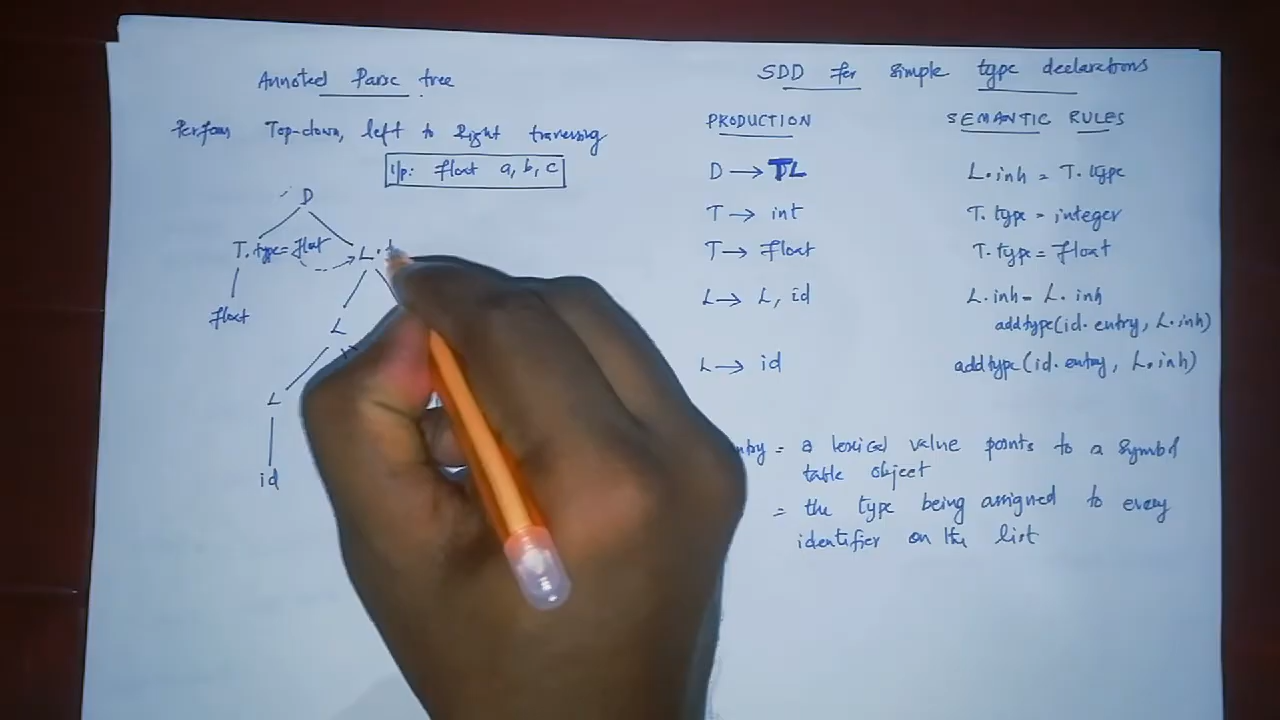 Annoted Parse tree
Perform Top-down, left to Right traversing
i/p: float a, b, c
D
T.type = float L.
float
L
L
id
SDD for simple type declarations
PRODUCTION SEMANTIC RULES
D → TL L.inh = T.type
T → int T.type = integer
T → float T.type = float
L → L, id L.inh = L.inh
addtype(id.entry, L.inh)
L → id addtype(id.entry, L.inh)
= a lexical value points to a symbol
table object
= the type being assigned to every
identifier on the list